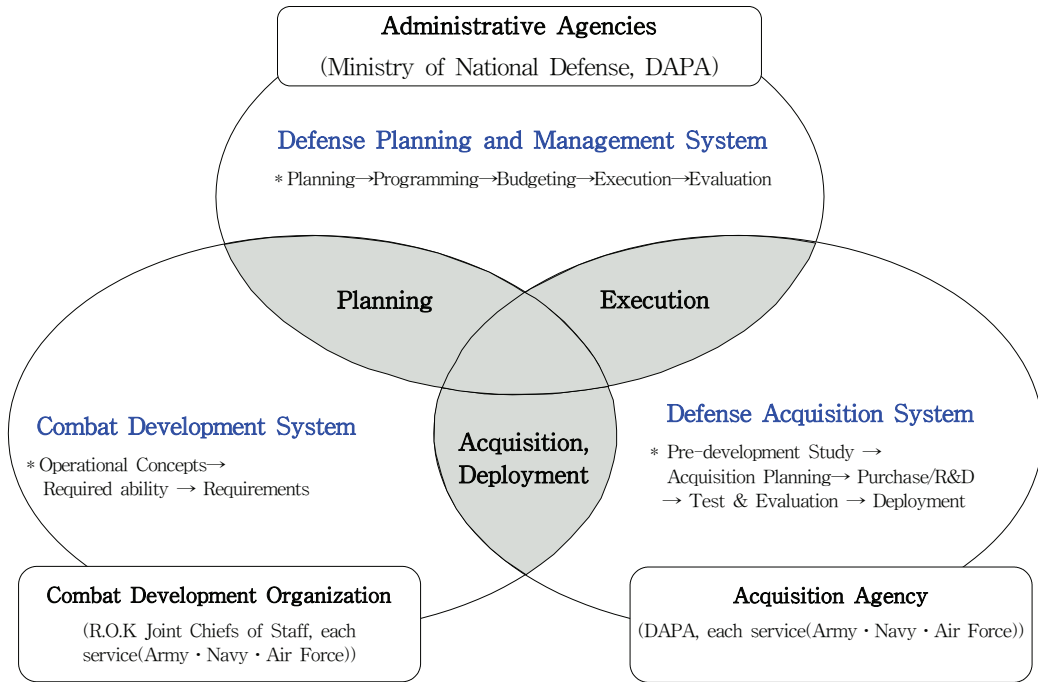 Administrative Agencies
(Ministry of National Defense, DAPA)
Defense Planning and Management System
* Planning→Programming→Budgeting→Execution→Evaluation
Planning
Execution
Combat Development System
* Operational Concepts→
Required ability → Requirements
Acquisition,
Deployment
Defense Acquisition System
* Pre-development Study →
Acquisition Planning→ Purchase/R&D
→ Test & Evaluation → Deployment
Combat Development Organization
(R.O.K Joint Chiefs of Staff, each
service(Army・Navy・Air Force))
Acquisition Agency
(DAPA, each service(Army・Navy・Air Force))